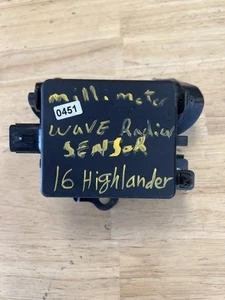 milli meter
0451
WAVE Radar
SENSOR
16 Highlander